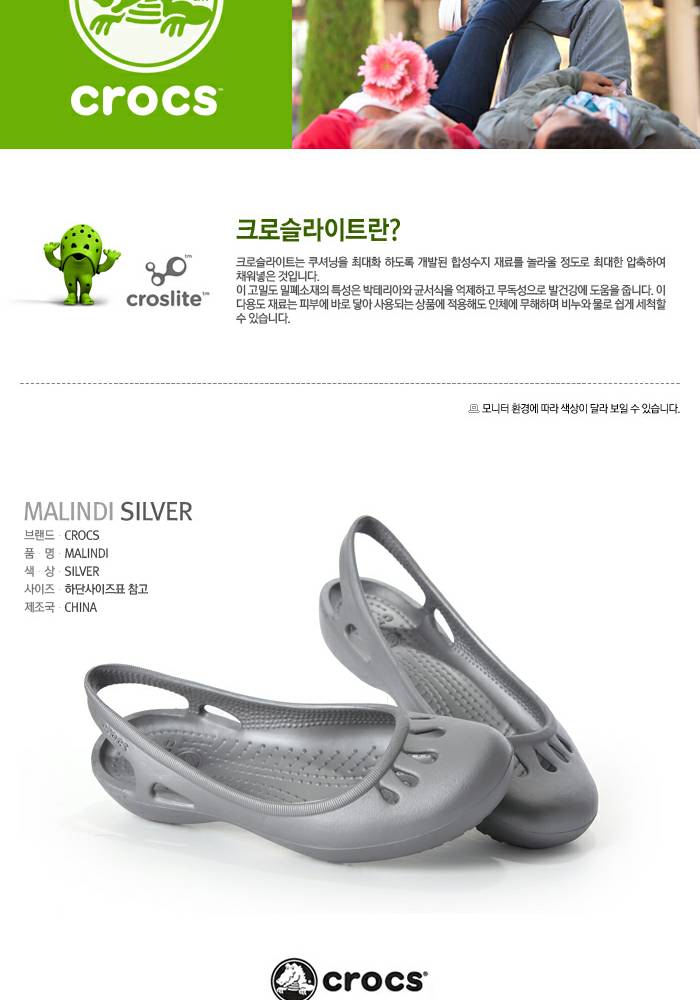 crocs™
크로슬라이트란?
크로슬라이트는 쿠셔닝을 최대화 하도록 개발된 합성수지 재료를 놀라울 정도로 최대한 압축하여
채워넣은 것입니다.
이 고밀도 밀폐소재의 특성은 박테리아와 균서식을 억제하고 무독성으로 발건강에 도움을 줍니다. 이
다용도 재료는 피부에 바로 닿아 사용되는 상품에 적용해도 인체에 무해하며 비누와 물로 쉽게 세척할
수 있습니다.
croslite™
모니터 환경에 따라 색상이 달라 보일 수 있습니다.
MALINDI SILVER
브랜드 · CROCS
품 · 명 · MALINDI
색 · 상 · SILVER
사이즈 · 하단사이즈표 참고
제조국 · CHINA
crocs
crocs